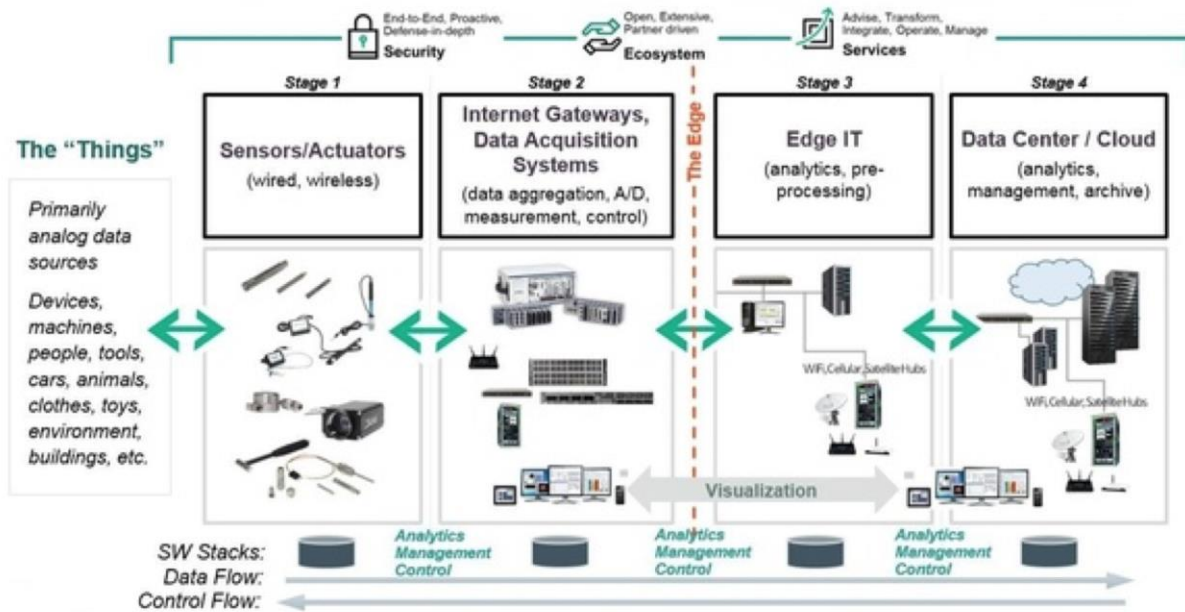 End-to-End, Proactive,
Defense-in-depth
Security
Open, Extensive,
Partner driven
Ecosystem
Advise, Transform,
Integrate, Operate, Manage
Services
Stage 1
Stage 2
Stage 3
Stage 4
The "Things"
Primarily
analog data
sources
Devices,
machines,
people, tools,
cars, animals,
clothes, toys,
environment,
buildings, etc.
Sensors/Actuators
(wired, wireless)
Internet Gateways,
Data Acquisition
Systems
(data aggregation, A/D,
measurement, control)
The Edge
Edge IT
(analytics, pre-
processing)
Data Center / Cloud
(analytics,
management, archive)
WiFi, Cellular, Satellite Hubs
WiFi, Cellular, Satellite Hubs
Visualization
SW Stacks:
Analytics
Management
Control
Analytics
Management
Control
Analytics
Management
Control
Data Flow:
Control Flow: